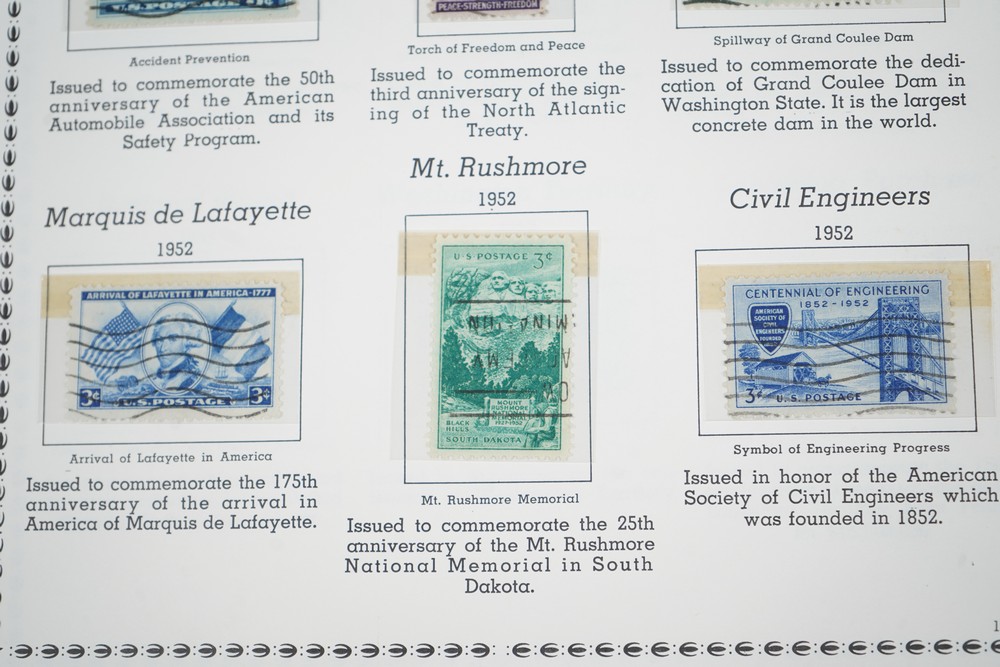 U.S. POSTAGE
PEACE-STRENGTH-FREEDOM
Accident Prevention
Issued to commemorate the 50th
anniversary of the American
Automobile Association and its
Safety Program.
Torch of Freedom and Peace
Issued to commemorate the
third anniversary of the sign-
ing of the North Atlantic
Treaty.
Spillway of Grand Coulee Dam
Issued to commemorate the dedi-
cation of Grand Coulee Dam in
Washington State. It is the largest
concrete dam in the world.
Marquis de Lafayette
1952
ARRIVAL OF LAFAYETTE IN AMERICA-1777
3¢ U.S. POSTAGE 3¢
Arrival of Lafayette in America
Issued to commemorate the 175th
anniversary of the arrival in
America of Marquis de Lafayette.
Mt. Rushmore
1952
U.S. POSTAGE 3¢
MOUNT
RUSHMORE
NATIONAL
MEMORIAL
1927-1952
BLACK
HILLS
SOUTH DAKOTA
Mt. Rushmore Memorial
Issued to commemorate the 25th
anniversary of the Mt. Rushmore
National Memorial in South
Dakota.
Civil Engineers
1952
CENTENNIAL OF ENGINEERING
1852-1952
AMERICAN
SOCIETY OF
CIVIL
ENGINEERS
FOUNDED
3¢ U.S. POSTAGE
Symbol of Engineering Progress
Issued in honor of the American
Society of Civil Engineers which
was founded in 1852.